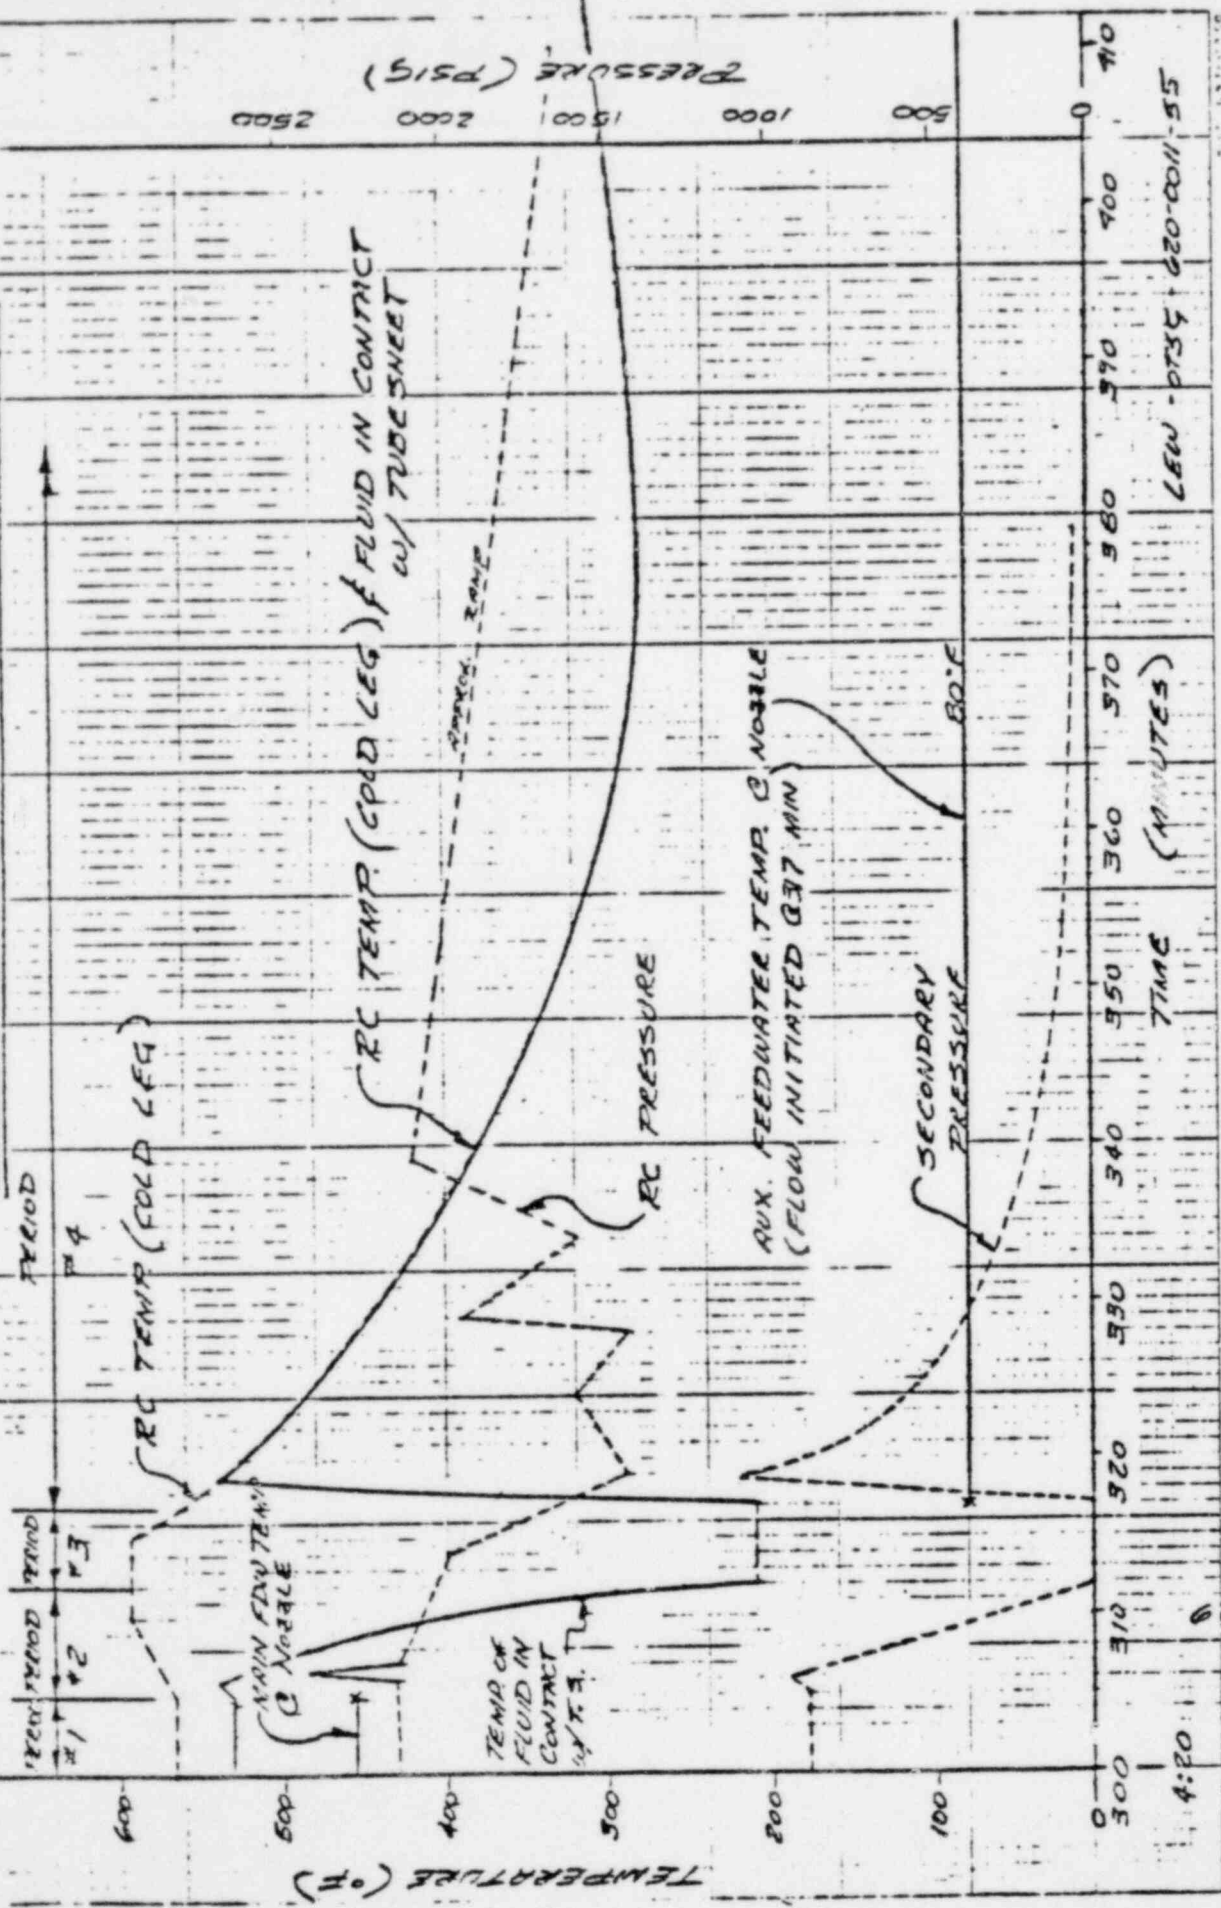 PERIOD
#1
PERIOD
#2
PERIOD
#3
PERIOD
#4
RC TEMP (COLD LEG)
RC TEMP. (COLD LEG) & FLUID IN CONTACT
W/ TUBESHEET
APPROX. RAMP
MAIN FDW TEMP
@ NOZZLE
TEMP. OF
FLUID IN
CONTACT
W/ T.S.
RC PRESSURE
AUX. FEEDWATER TEMP. @ NOZZLE
(FLOW INITIATED @317 MIN)
80°F
SECONDARY
PRESSURE
TEMPERATURE (°F)
600
500
400
300
200
100
0
PRESSURE (PSIG)
2500
2000
1500
1000
500
0
300
310
320
330
340
350
360
370
380
390
400
410
TIME (MINUTES)
4:20
6
LEW-OTSG-620-0011-55